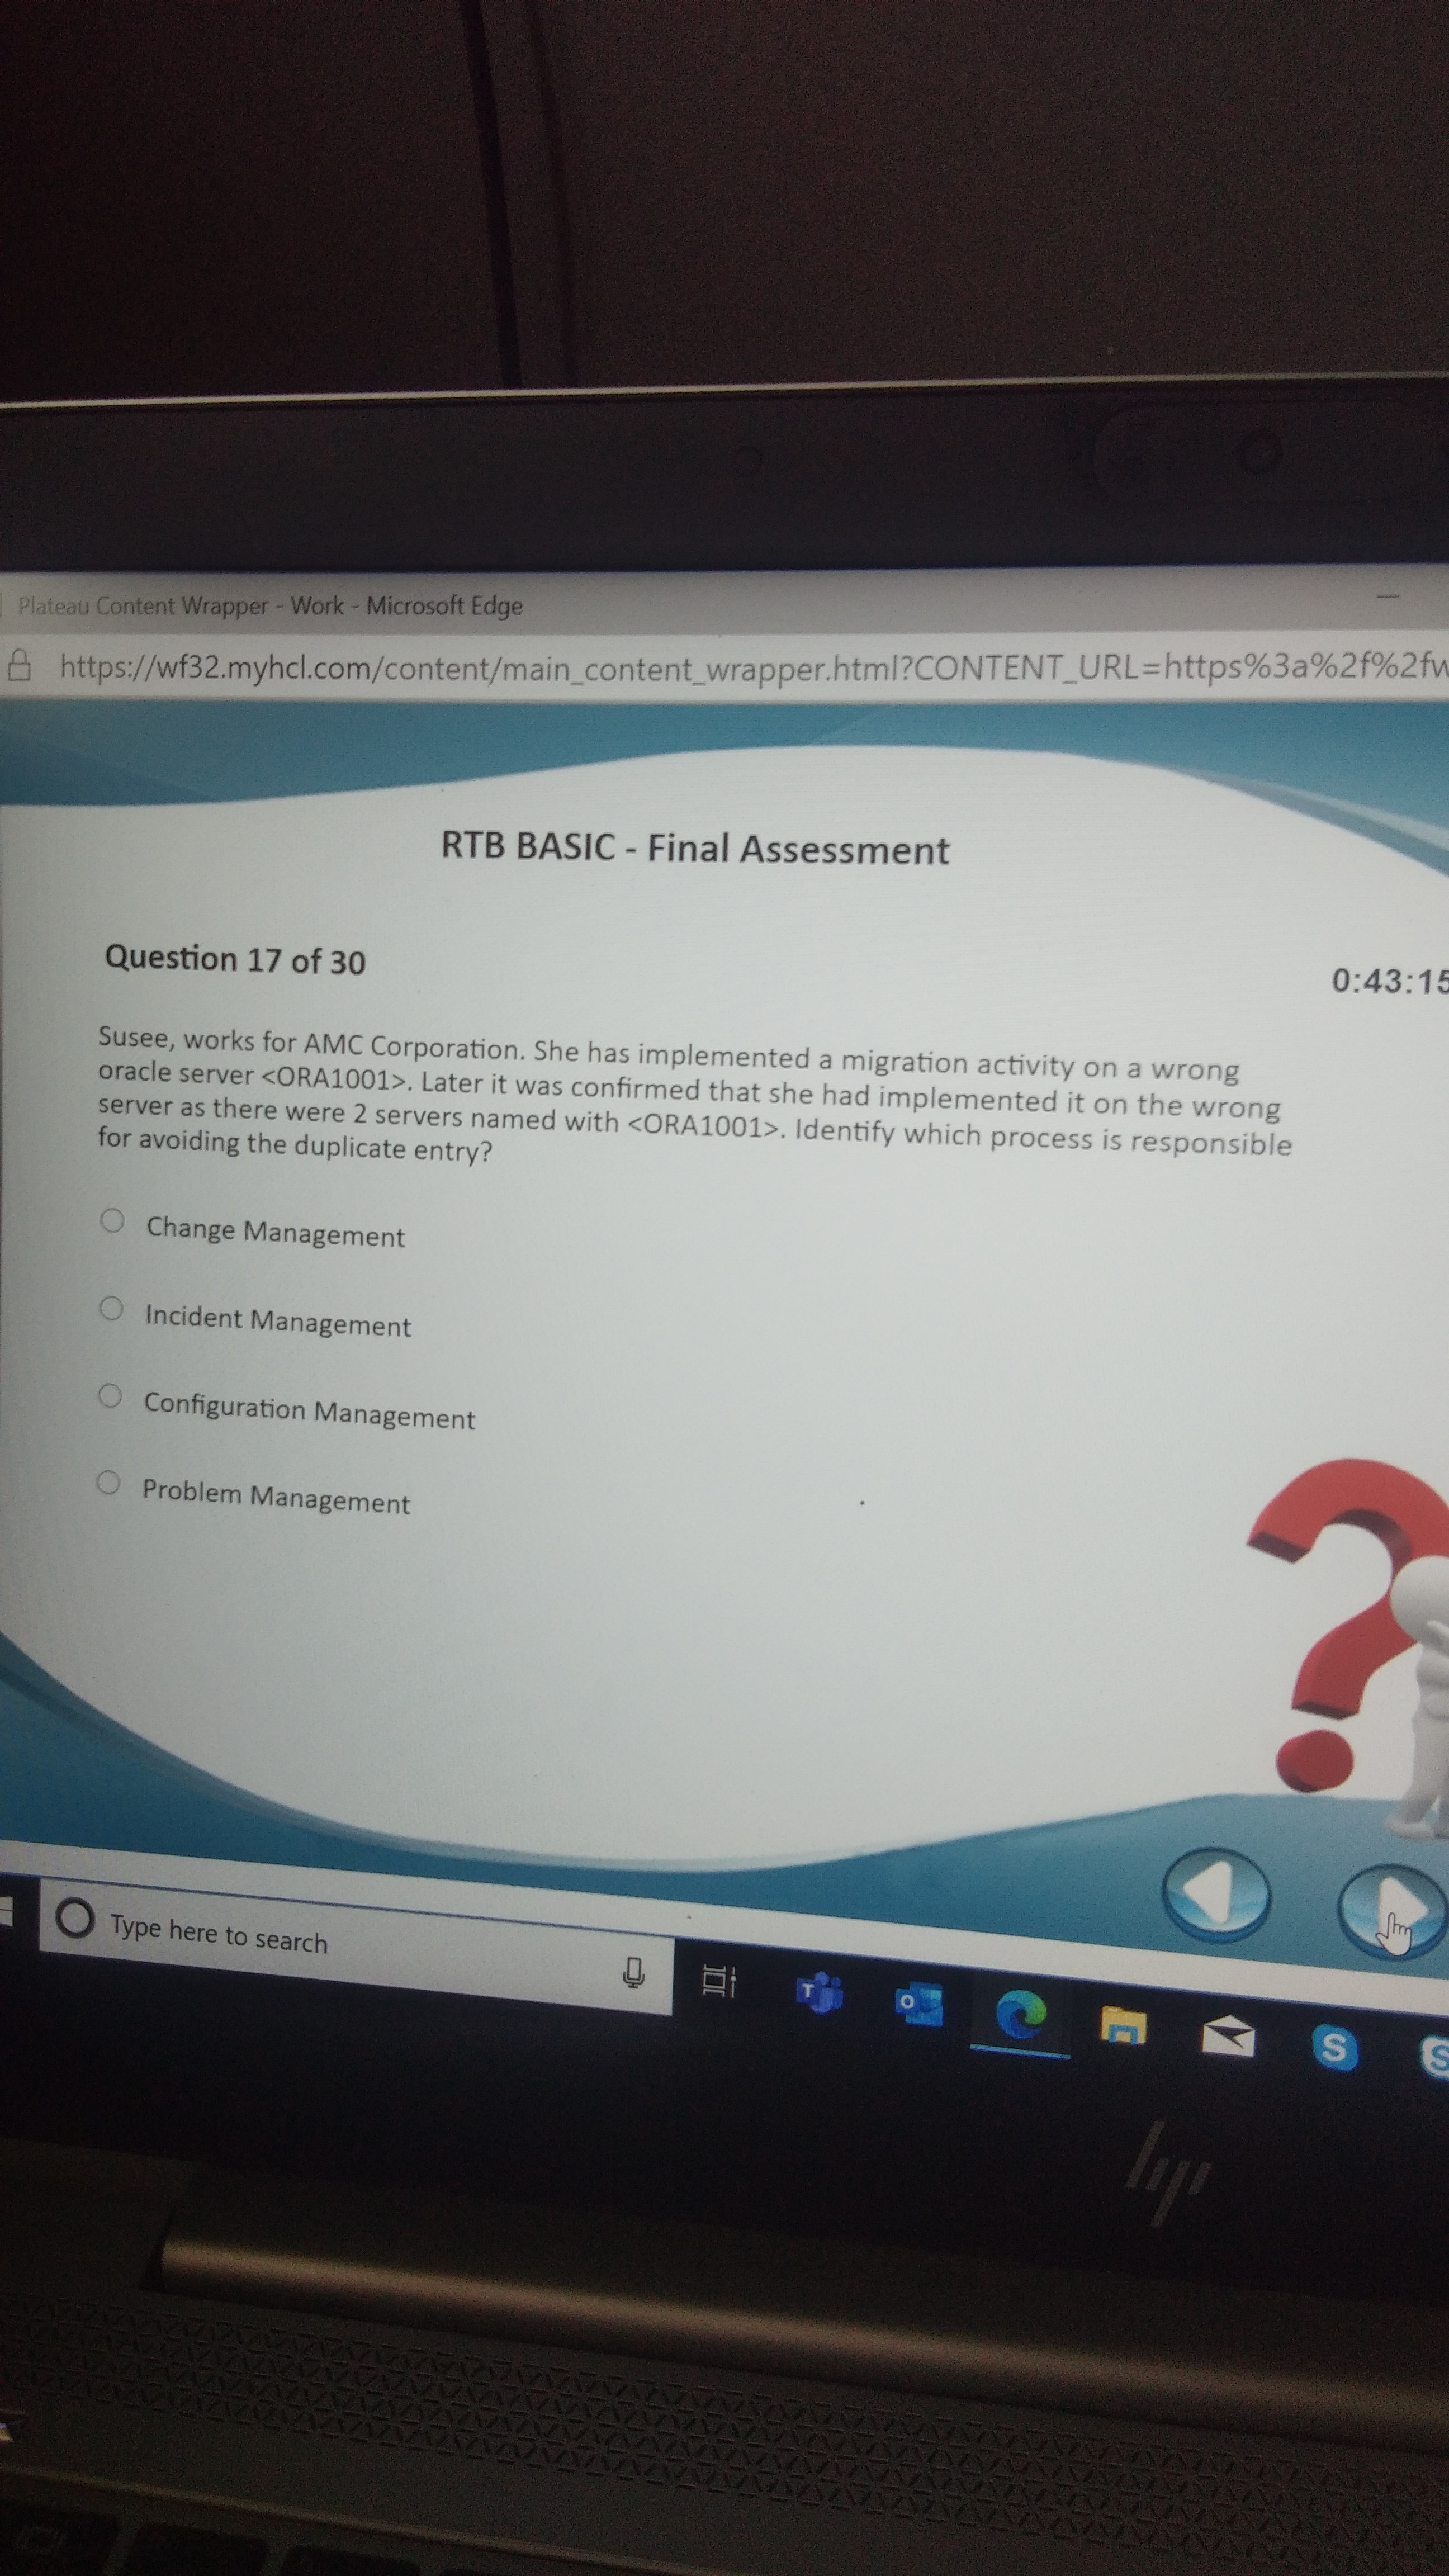 Plateau Content Wrapper - Work - Microsoft Edge
https://wf32.myhcl.com/content/main_content_wrapper.html?CONTENT_URL=https%3a%2f%2fw
RTB BASIC - Final Assessment
Question 17 of 30
0:43:15
Susee, works for AMC Corporation. She has implemented a migration activity on a wrong
oracle server <ORA1001>. Later it was confirmed that she had implemented it on the wrong
server as there were 2 servers named with <ORA1001>. Identify which process is responsible
for avoiding the duplicate entry?
Change Management
Incident Management
Configuration Management
Problem Management
Type here to search
hp